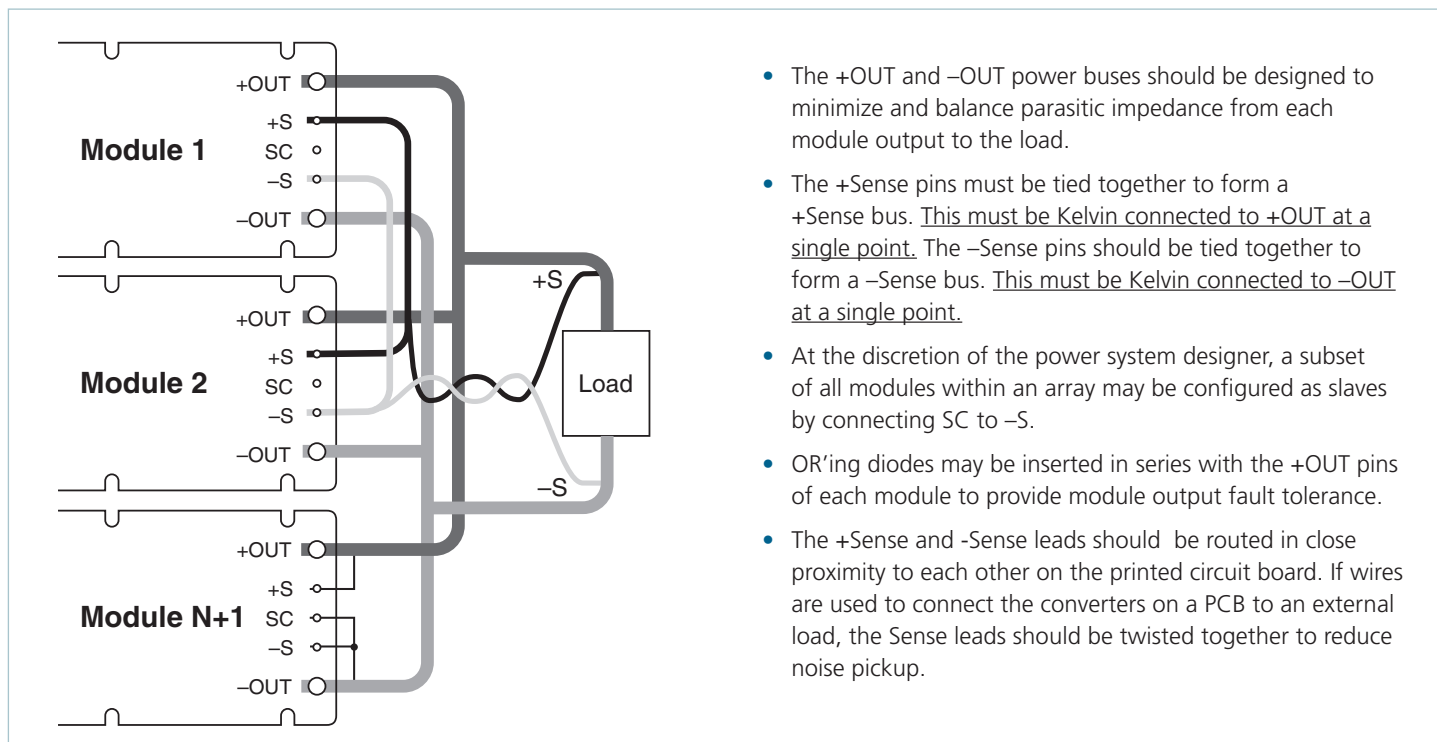 +OUT
+S
Module 1
SC
–S
–OUT
+OUT
+S
Module 2
SC
–S
–OUT
+OUT
+S
Module N+1
SC
–S
–OUT
+S
Load
–S
• The +OUT and –OUT power buses should be designed to
minimize and balance parasitic impedance from each
module output to the load.
• The +Sense pins must be tied together to form a
+Sense bus. This must be Kelvin connected to +OUT at a
single point. The –Sense pins should be tied together to
form a –Sense bus. This must be Kelvin connected to –OUT
at a single point.
• At the discretion of the power system designer, a subset
of all modules within an array may be configured as slaves
by connecting SC to –S.
• OR'ing diodes may be inserted in series with the +OUT pins
of each module to provide module output fault tolerance.
• The +Sense and -Sense leads should  be routed in close
proximity to each other on the printed circuit board. If wires
are used to connect the converters on a PCB to an external
load, the Sense leads should be twisted together to reduce
noise pickup.